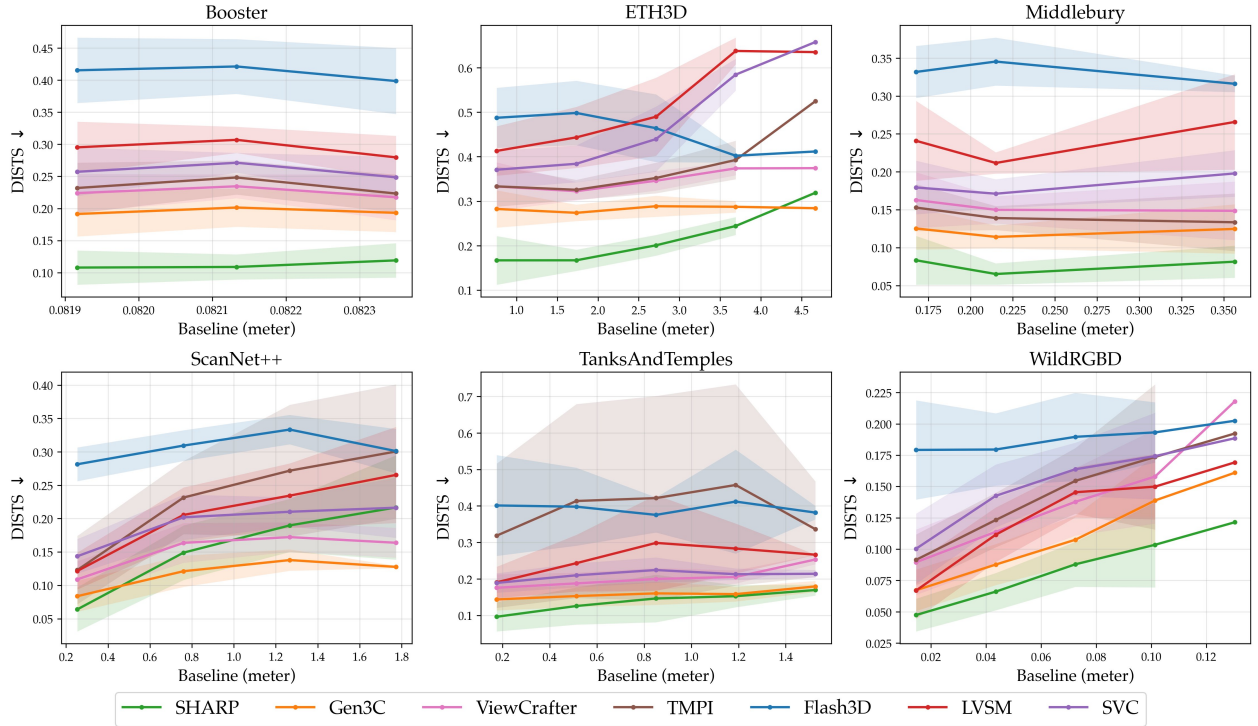 Booster
DISTS ↓
0.45
0.40
0.35
0.30
0.25
0.20
0.15
0.10
0.0819 0.0820 0.0821 0.0822 0.0823
Baseline (meter)
ETH3D
DISTS ↓
0.6
0.5
0.4
0.3
0.2
0.1
1.0 1.5 2.0 2.5 3.0 3.5 4.0 4.5
Baseline (meter)
Middlebury
DISTS ↓
0.35
0.30
0.25
0.20
0.15
0.10
0.05
0.175 0.200 0.225 0.250 0.275 0.300 0.325 0.350
Baseline (meter)
ScanNet++
DISTS ↓
0.40
0.35
0.30
0.25
0.20
0.15
0.10
0.05
0.2 0.4 0.6 0.8 1.0 1.2 1.4 1.6 1.8
Baseline (meter)
TanksAndTemples
DISTS ↓
0.7
0.6
0.5
0.4
0.3
0.2
0.1
0.2 0.4 0.6 0.8 1.0 1.2 1.4
Baseline (meter)
WildRGBD
DISTS ↓
0.225
0.200
0.175
0.150
0.125
0.100
0.075
0.050
0.025
0.02 0.04 0.06 0.08 0.10 0.12
Baseline (meter)
SHARP Gen3C ViewCrafter TMPI Flash3D LVSM SVC